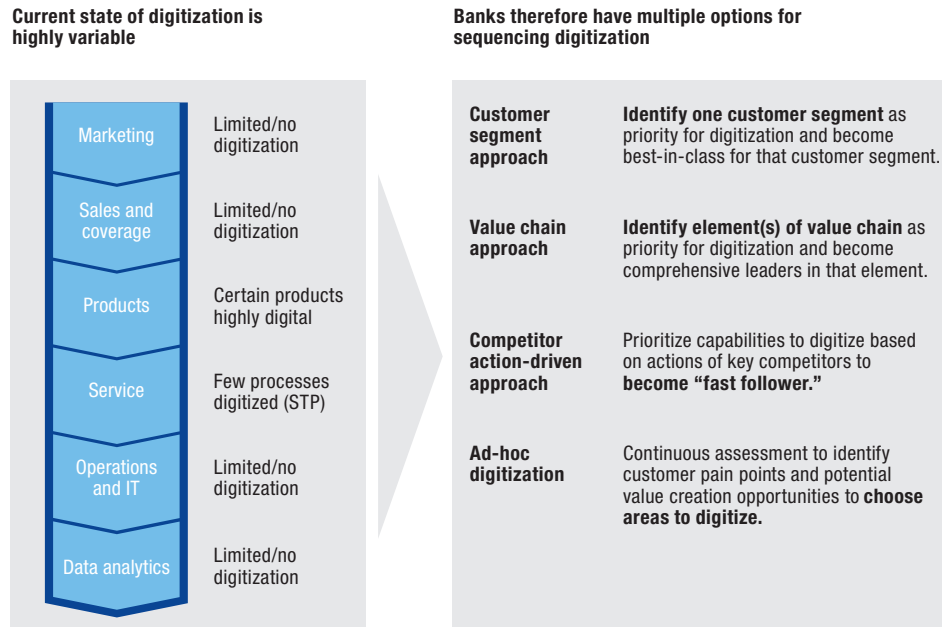 Current state of digitization is
highly variable
Marketing
Limited/no
digitization
Sales and
coverage
Limited/no
digitization
Products
Certain products
highly digital
Service
Few processes
digitized (STP)
Operations
and IT
Limited/no
digitization
Data analytics
Limited/no
digitization
Banks therefore have multiple options for
sequencing digitization
Customer
segment
approach
Identify one customer segment as
priority for digitization and become
best-in-class for that customer segment.
Value chain
approach
Identify element(s) of value chain as
priority for digitization and become
comprehensive leaders in that element.
Competitor
action-driven
approach
Prioritize capabilities to digitize based
on actions of key competitors to
become “fast follower.”
Ad-hoc
digitization
Continuous assessment to identify
customer pain points and potential
value creation opportunities to choose
areas to digitize.